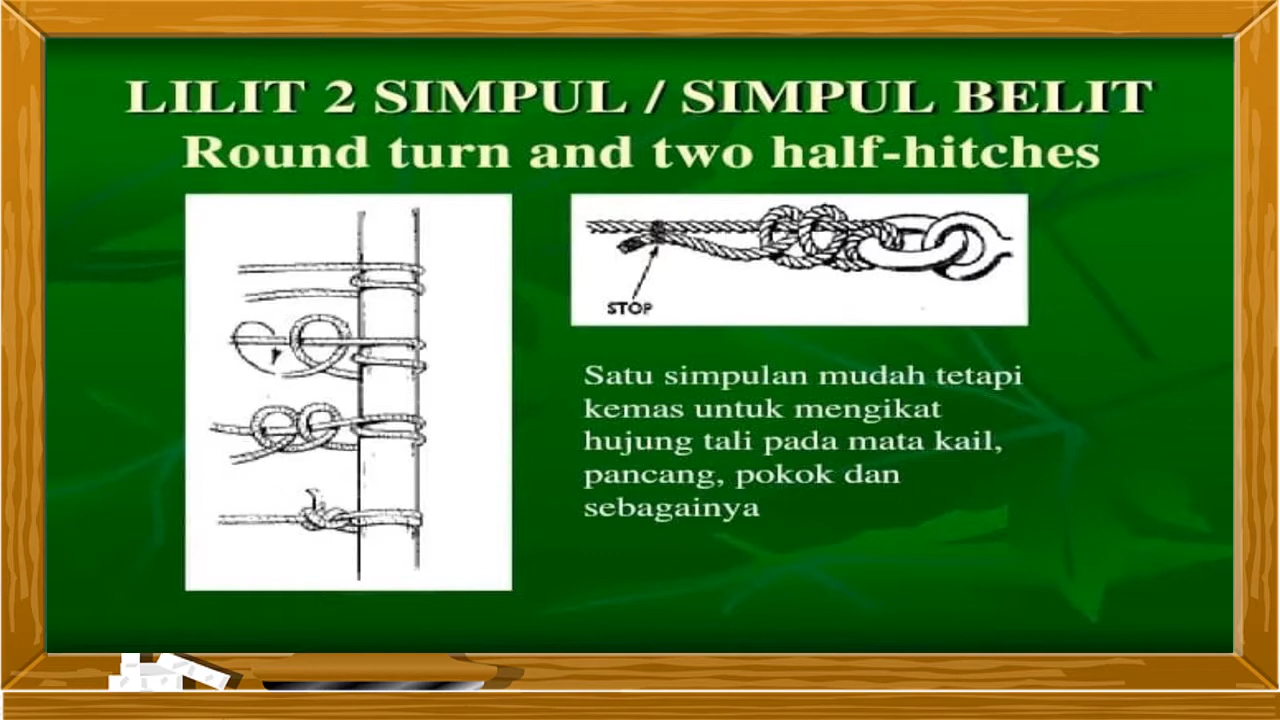 LILIT 2 SIMPUL / SIMPUL BELIT
Round turn and two half-hitches
STOP
Satu simpulan mudah tetapi
kemas untuk mengikat
hujung tali pada mata kail,
pancang, pokok dan
sebagainya